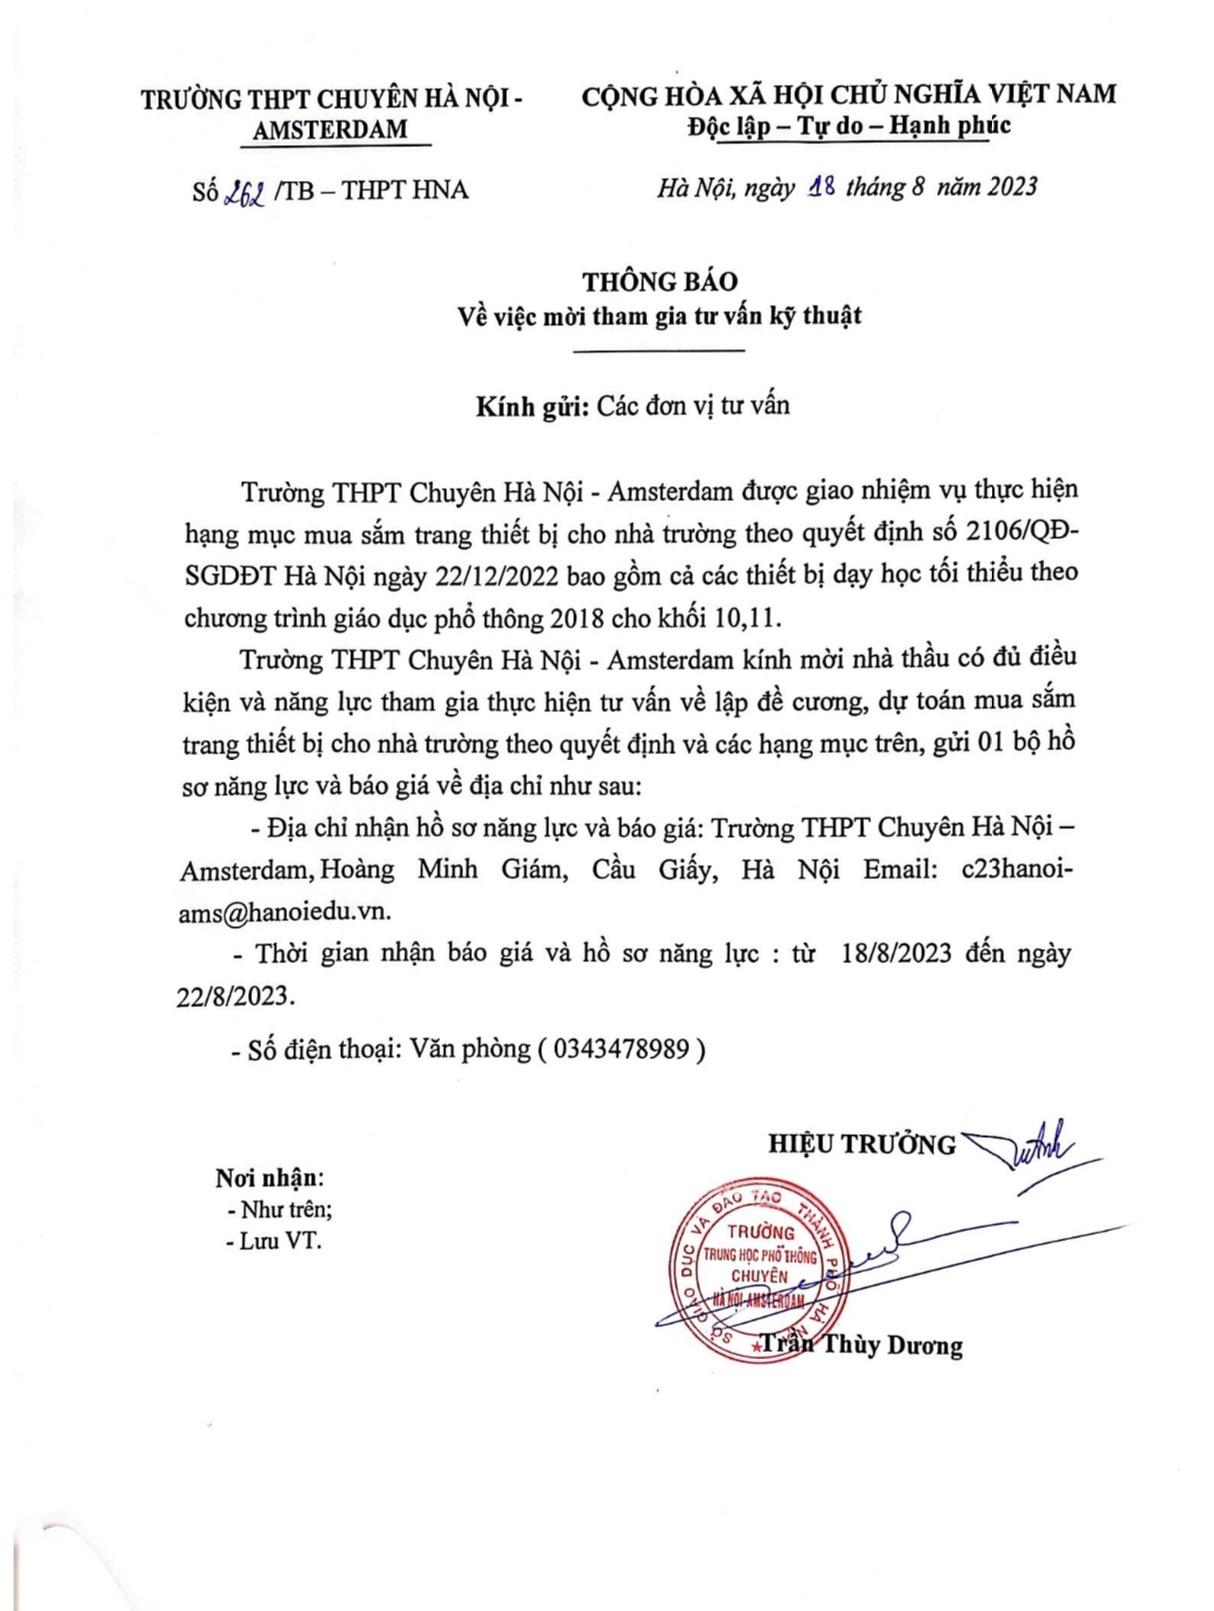 TRƯỜNG THPT CHUYÊN HÀ NỘI -
AMSTERDAM
Số 262 /TB – THPT HNA
CỘNG HÒA XÃ HỘI CHỦ NGHĨA VIỆT NAM
Độc lập – Tự do – Hạnh phúc
Hà Nội, ngày 18 tháng 8 năm 2023
THÔNG BÁO
Về việc mời tham gia tư vấn kỹ thuật
Kính gửi: Các đơn vị tư vấn
Trường THPT Chuyên Hà Nội - Amsterdam được giao nhiệm vụ thực hiện
hạng mục mua sắm trang thiết bị cho nhà trường theo quyết định số 2106/QĐ-
SGDĐT Hà Nội ngày 22/12/2022 bao gồm cả các thiết bị dạy học tối thiểu theo
chương trình giáo dục phổ thông 2018 cho khối 10,11.
Trường THPT Chuyên Hà Nội - Amsterdam kính mời nhà thầu có đủ điều
kiện và năng lực tham gia thực hiện tư vấn về lập đề cương, dự toán mua sắm
trang thiết bị cho nhà trường theo quyết định và các hạng mục trên, gửi 01 bộ hồ
sơ năng lực và báo giá về địa chỉ như sau:
- Địa chỉ nhận hồ sơ năng lực và báo giá: Trường THPT Chuyên Hà Nội –
Amsterdam, Hoàng Minh Giám, Cầu Giấy, Hà Nội Email: c23hanoi-
ams@hanoiedu.vn.
- Thời gian nhận báo giá và hồ sơ năng lực : từ 18/8/2023 đến ngày
22/8/2023.
- Số điện thoại: Văn phòng ( 0343478989 )
Nơi nhận:
- Như trên;
- Lưu VT.
HIỆU TRƯỞNG
SỞ GIÁO DỤC VÀ ĐÀO TẠO THÀNH PHỐ HÀ NỘI
TRƯỜNG
TRUNG HỌC PHỔ THÔNG
CHUYÊN
HÀ NỘI-AMSTERDAM
Trần Thùy Dương